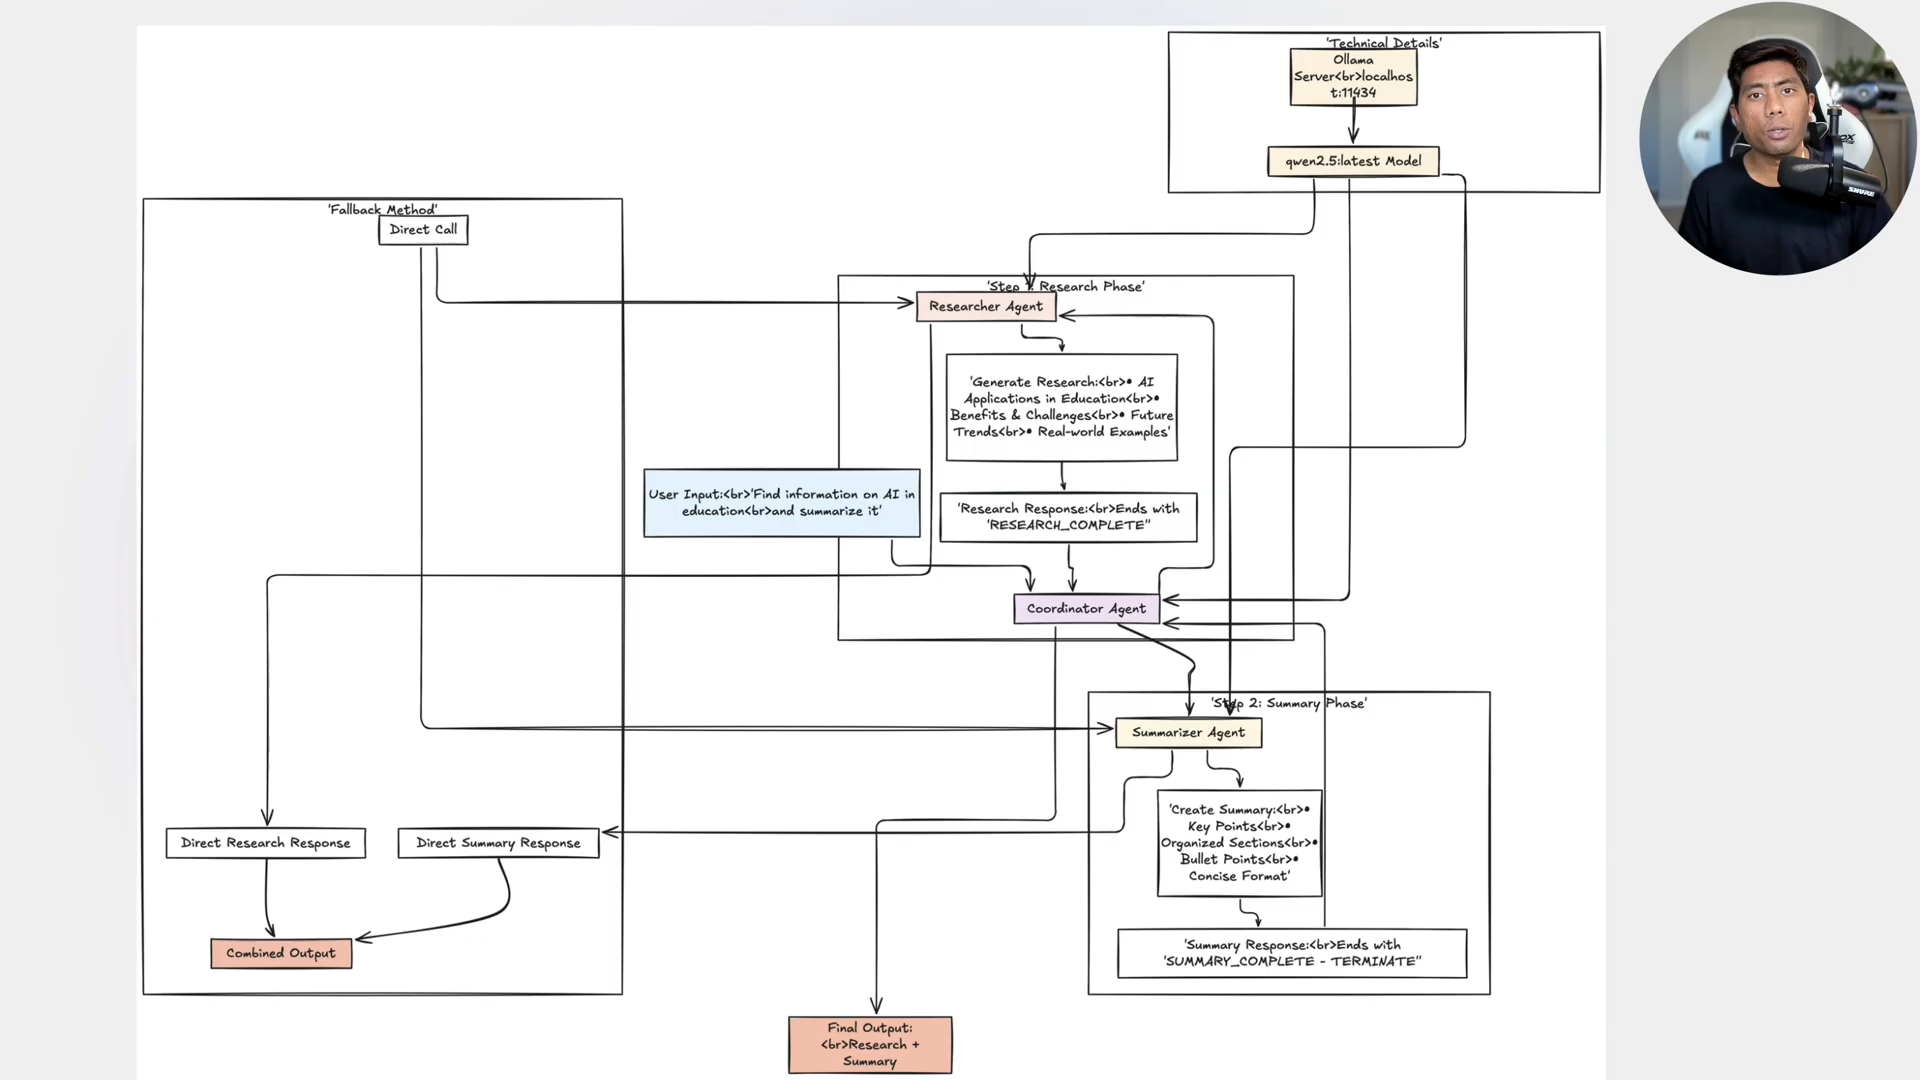 'Technical Details'
Ollama
Server<br>localhos
t:11434
qwen2.5:latest Model
'Fallback Method'
Direct Call
'Step 1: Research Phase'
Researcher Agent
'Generate Research:<br>• AI
Applications in Education<br>•
Benefits & Challenges<br>• Future
Trends<br>• Real-world Examples'
User Input:<br>'Find information on AI in
education<br>and summarize it'
'Research Response:<br>Ends with
'RESEARCH_COMPLETE''
Coordinator Agent
'Step 2: Summary Phase'
Summarizer Agent
'Create Summary:<br>•
Key Points<br>•
Organized Sections<br>•
Bullet Points<br>•
Concise Format'
Direct Research Response
Direct Summary Response
Combined Output
'Summary Response:<br>Ends with
'SUMMARY_COMPLETE - TERMINATE''
Final Output:
<br>Research +
Summary
SHURE